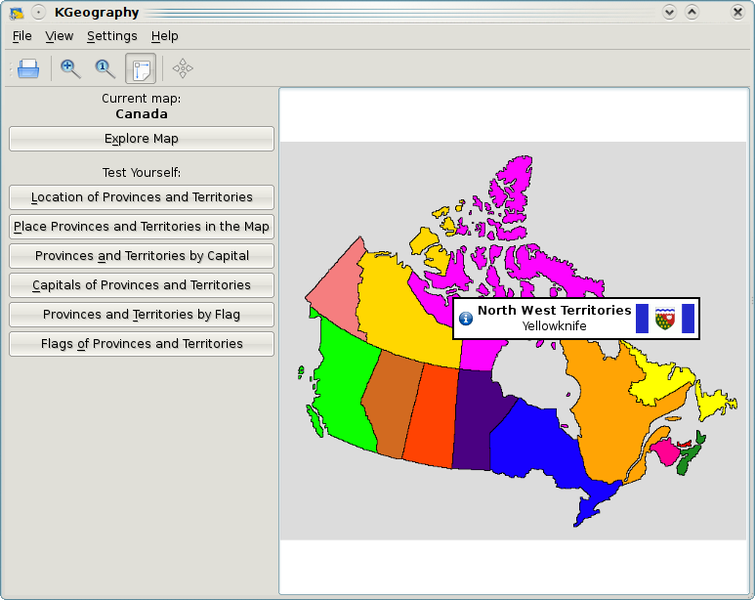 KGeography
File View Settings Help
Current map:
Canada
Explore Map
Test Yourself:
Location of Provinces and Territories
Place Provinces and Territories in the Map
Provinces and Territories by Capital
Capitals of Provinces and Territories
Provinces and Territories by Flag
Flags of Provinces and Territories
North West Territories
Yellowknife